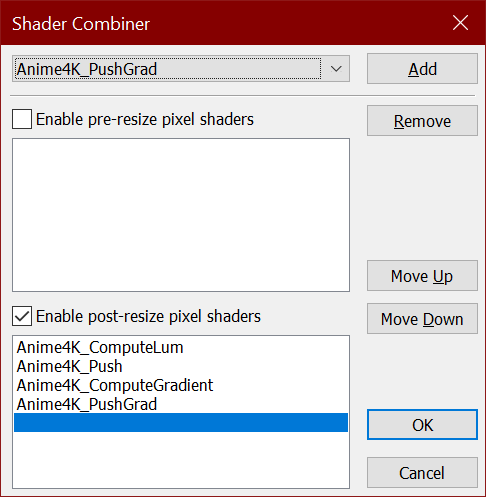 Shader Combiner
Anime4K_PushGrad
Add
Enable pre-resize pixel shaders
Remove
Move Up
Enable post-resize pixel shaders
Move Down
Anime4K_ComputeLum
Anime4K_Push
Anime4K_ComputeGradient
Anime4K_PushGrad
OK
Cancel